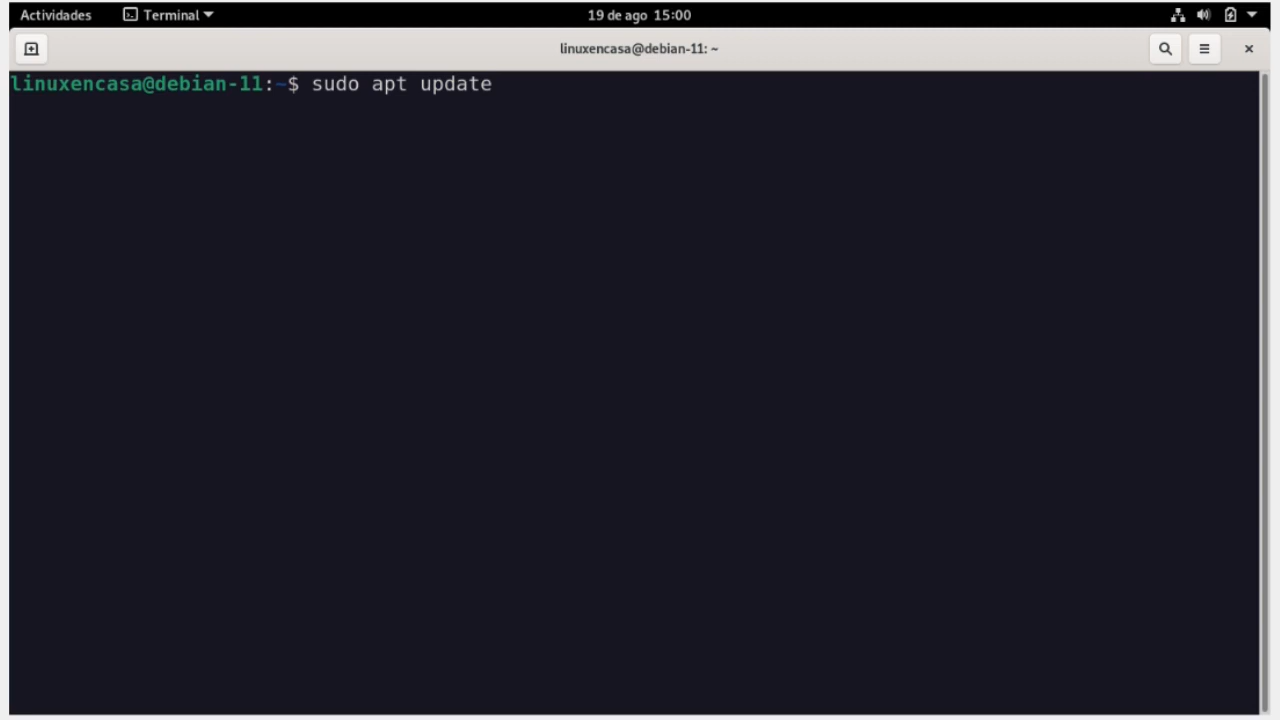 Actividades Terminal 19 de ago 15:00
linuxencasa@debian-11: ~
linuxencasa@debian-11:~$ sudo apt update